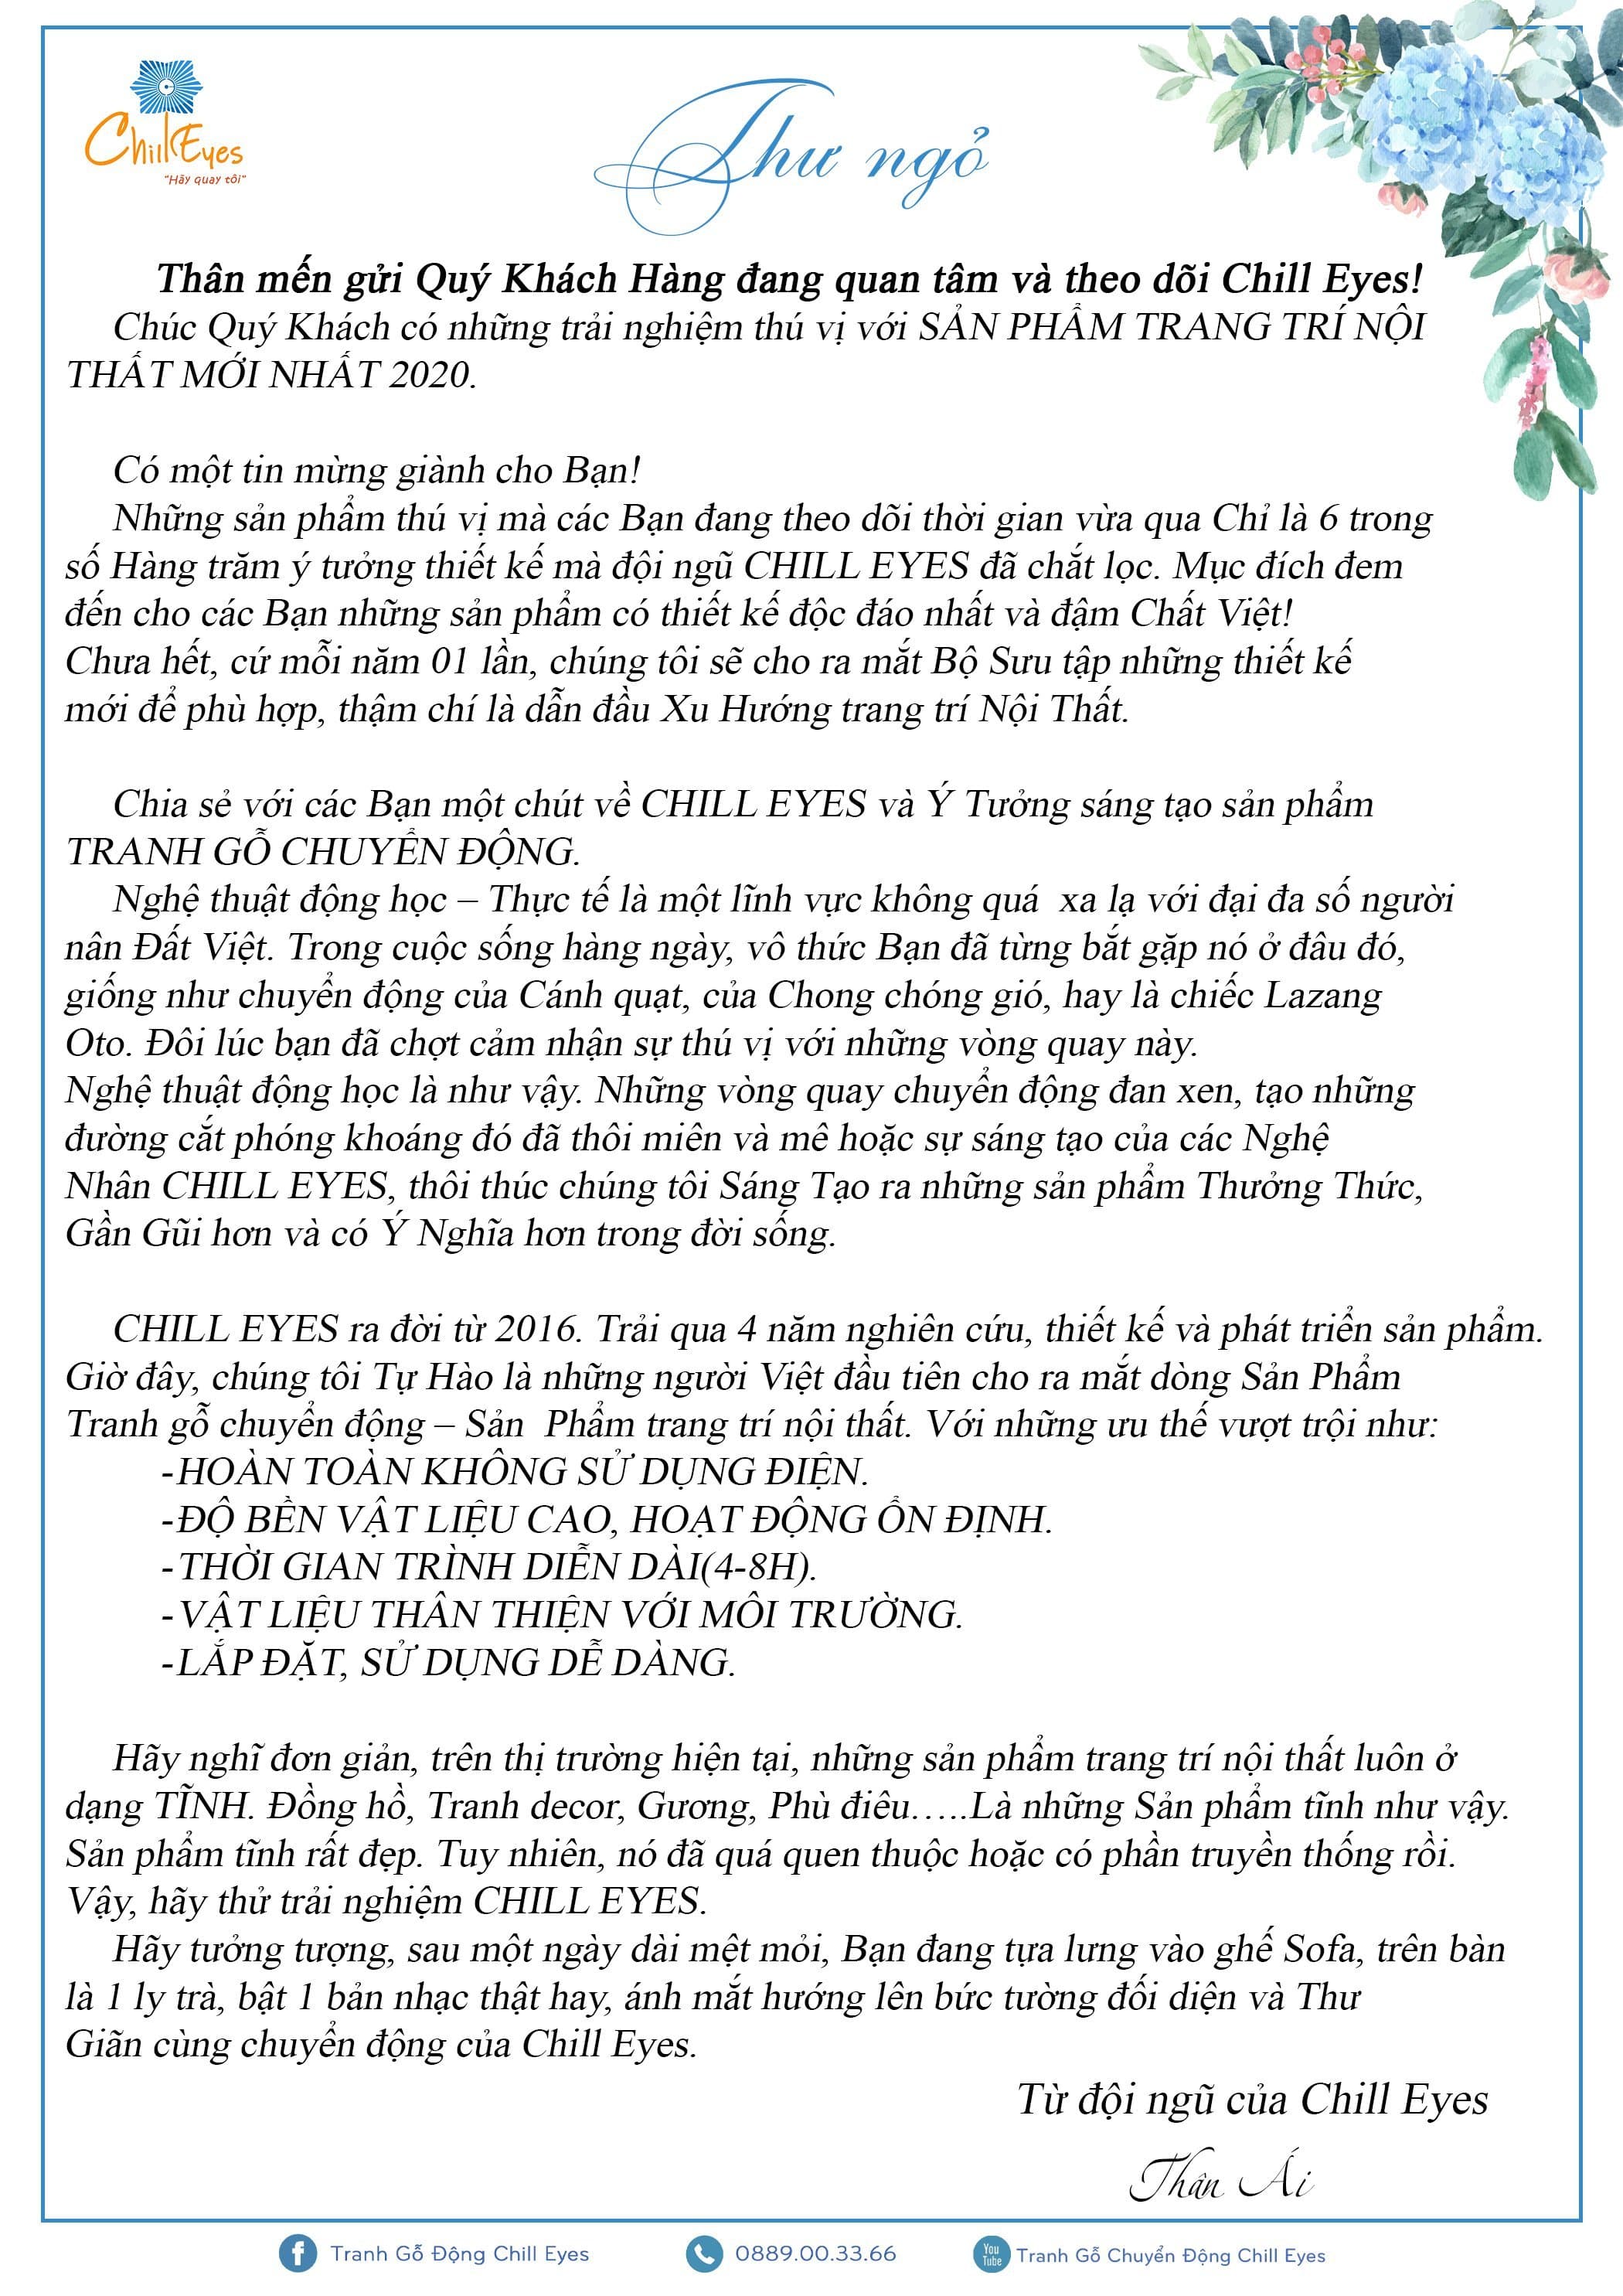 Chill Eyes
"Hãy quay tôi"
Thư ngỏ
Thân mến gửi Quý Khách Hàng đang quan tâm và theo dõi Chill Eyes!
Chúc Quý Khách có những trải nghiệm thú vị với SẢN PHẨM TRANG TRÍ NỘI
THẤT MỚI NHẤT 2020.
Có một tin mừng giành cho Bạn!
Những sản phẩm thú vị mà các Bạn đang theo dõi thời gian vừa qua Chỉ là 6 trong
số Hàng trăm ý tưởng thiết kế mà đội ngũ CHILL EYES đã chắt lọc. Mục đích đem
đến cho các Bạn những sản phẩm có thiết kế độc đáo nhất và đậm Chất Việt!
Chưa hết, cứ mỗi năm 01 lần, chúng tôi sẽ cho ra mắt Bộ Sưu tập những thiết kế
mới để phù hợp, thậm chí là dẫn đầu Xu Hướng trang trí Nội Thất.
Chia sẻ với các Bạn một chút về CHILL EYES và Ý Tưởng sáng tạo sản phẩm
TRANH GỖ CHUYỂN ĐỘNG.
Nghệ thuật động học – Thực tế là một lĩnh vực không quá xa lạ với đại đa số người
nân Đất Việt. Trong cuộc sống hàng ngày, vô thức Bạn đã từng bắt gặp nó ở đâu đó,
giống như chuyển động của Cánh quạt, của Chong chóng gió, hay là chiếc Lazang
Oto. Đôi lúc bạn đã chợt cảm nhận sự thú vị với những vòng quay này.
Nghệ thuật động học là như vậy. Những vòng quay chuyển động đan xen, tạo những
đường cắt phóng khoáng đó đã thôi miên và mê hoặc sự sáng tạo của các Nghệ
Nhân CHILL EYES, thôi thúc chúng tôi Sáng Tạo ra những sản phẩm Thưởng Thức,
Gần Gũi hơn và có Ý Nghĩa hơn trong đời sống.
CHILL EYES ra đời từ 2016. Trải qua 4 năm nghiên cứu, thiết kế và phát triển sản phẩm.
Giờ đây, chúng tôi Tự Hào là những người Việt đầu tiên cho ra mắt dòng Sản Phẩm
Tranh gỗ chuyển động – Sản Phẩm trang trí nội thất. Với những ưu thế vượt trội như:
-HOÀN TOÀN KHÔNG SỬ DỤNG ĐIỆN.
-ĐỘ BỀN VẬT LIỆU CAO, HOẠT ĐỘNG ỔN ĐỊNH.
-THỜI GIAN TRÌNH DIỄN DÀI(4-8H).
-VẬT LIỆU THÂN THIỆN VỚI MÔI TRƯỜNG.
-LẮP ĐẶT, SỬ DỤNG DỄ DÀNG.
Hãy nghĩ đơn giản, trên thị trường hiện tại, những sản phẩm trang trí nội thất luôn ở
dạng TĨNH. Đồng hồ, Tranh decor, Gương, Phù điêu…..Là những Sản phẩm tĩnh như vậy.
Sản phẩm tĩnh rất đẹp. Tuy nhiên, nó đã quá quen thuộc hoặc có phần truyền thống rồi.
Vậy, hãy thử trải nghiệm CHILL EYES.
Hãy tưởng tượng, sau một ngày dài mệt mỏi, Bạn đang tựa lưng vào ghế Sofa, trên bàn
là 1 ly trà, bật 1 bản nhạc thật hay, ánh mắt hướng lên bức tường đối diện và Thư
Giãn cùng chuyển động của Chill Eyes.
Từ đội ngũ của Chill Eyes
Thân Ái
f Tranh Gỗ Động Chill Eyes 0889.00.33.66 You Tube Tranh Gỗ Chuyển Động Chill Eyes